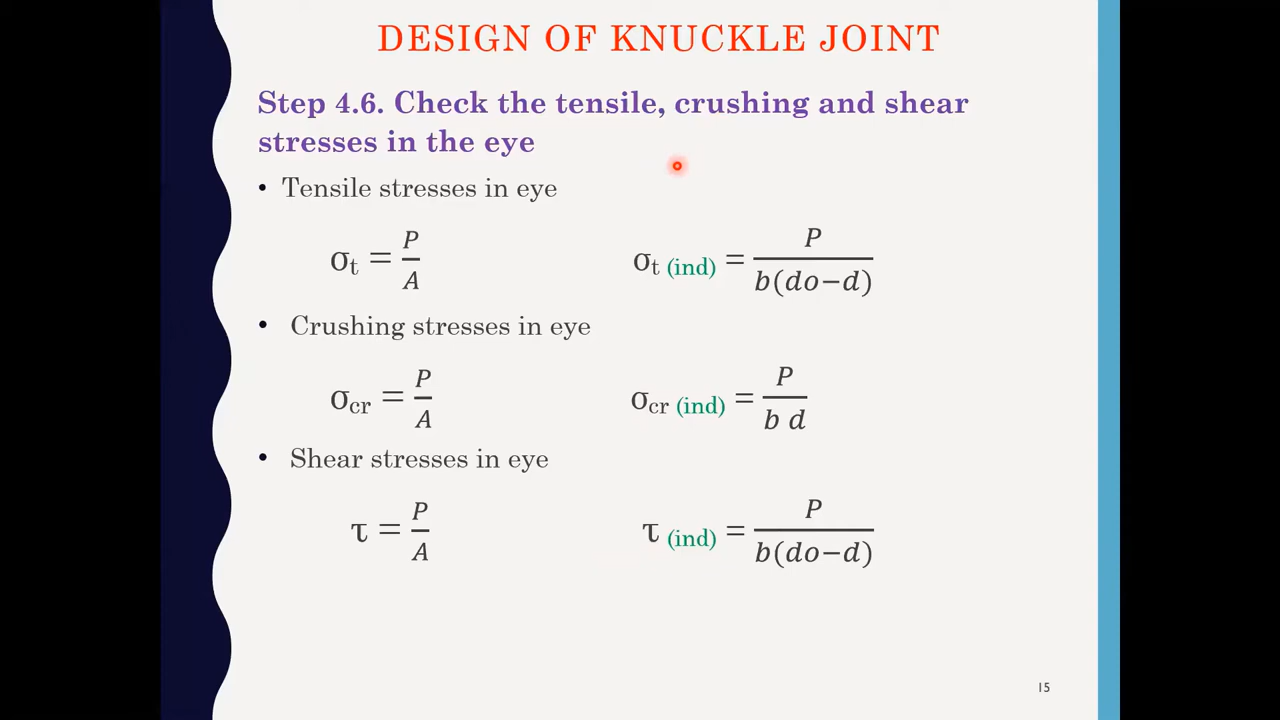 DESIGN OF KNUCKLE JOINT
Step 4.6. Check the tensile, crushing and shear
stresses in the eye
• Tensile stresses in eye
σt = P/A    σt (ind) = P/b(do−d)
• Crushing stresses in eye
σcr = P/A    σcr (ind) = P/b d
• Shear stresses in eye
τ = P/A    τ (ind) = P/b(do−d)
15